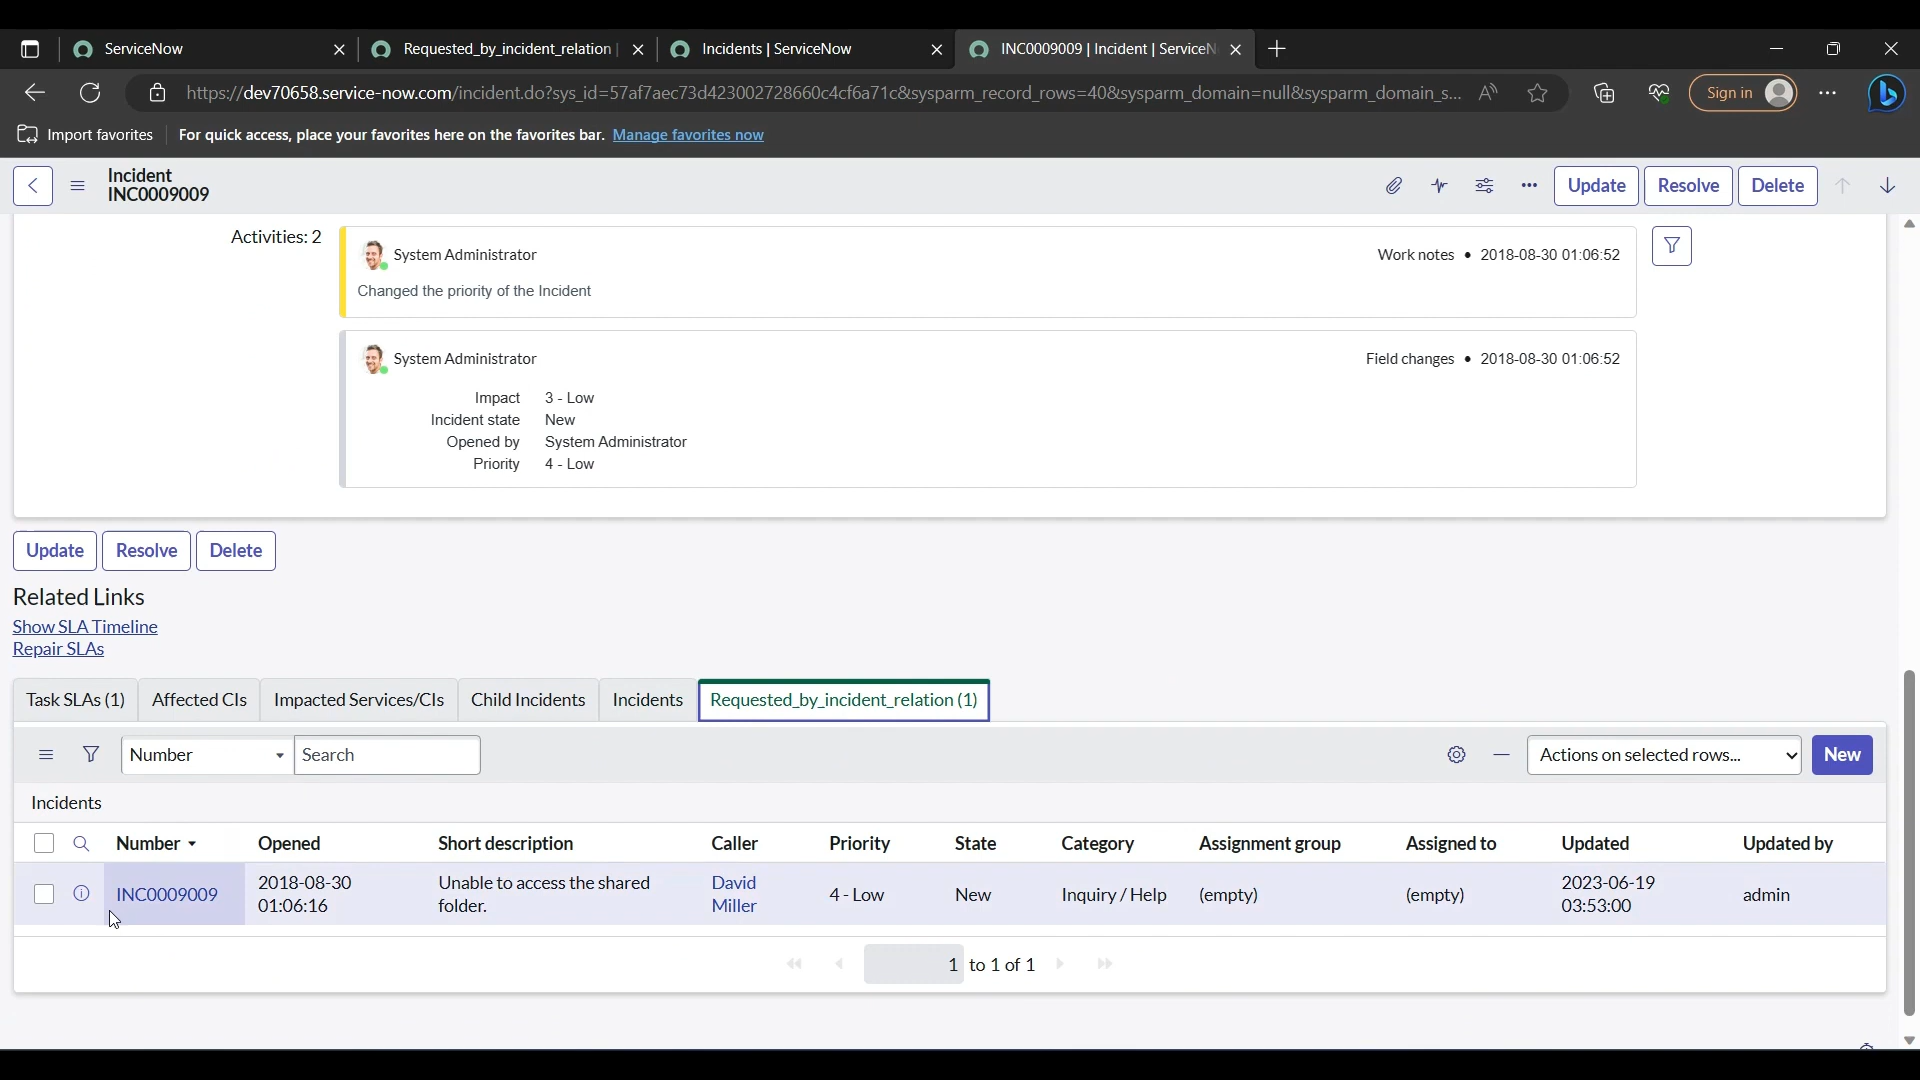 ServiceNow
Requested_by_incident_relation
Incidents | ServiceNow
INC0009009 | Incident | ServiceN
https://dev70658.service-now.com/incident.do?sys_id=57af7aec73d423002728660c4cf6a71c&sysparm_record_rows=40&sysparm_domain=null&sysparm_domain_s...
Sign in
Import favorites
For quick access, place your favorites here on the favorites bar. Manage favorites now
Incident
INC0009009
Update Resolve Delete
Activities: 2
System Administrator
Work notes • 2018-08-30 01:06:52
Changed the priority of the Incident
System Administrator
Field changes • 2018-08-30 01:06:52
Impact 3 - Low
Incident state New
Opened by System Administrator
Priority 4 - Low
Update Resolve Delete
Related Links
Show SLA Timeline
Repair SLAs
Task SLAs (1) Affected CIs Impacted Services/CIs Child Incidents Incidents Requested_by_incident_relation (1)
Number Search Actions on selected rows... New
Incidents
Number Opened Short description Caller Priority State Category Assignment group Assigned to Updated Updated by
INC0009009 2018-08-30 01:06:16 Unable to access the shared folder. David Miller 4 - Low New Inquiry / Help (empty) (empty) 2023-06-19 03:53:00 admin
1 to 1 of 1